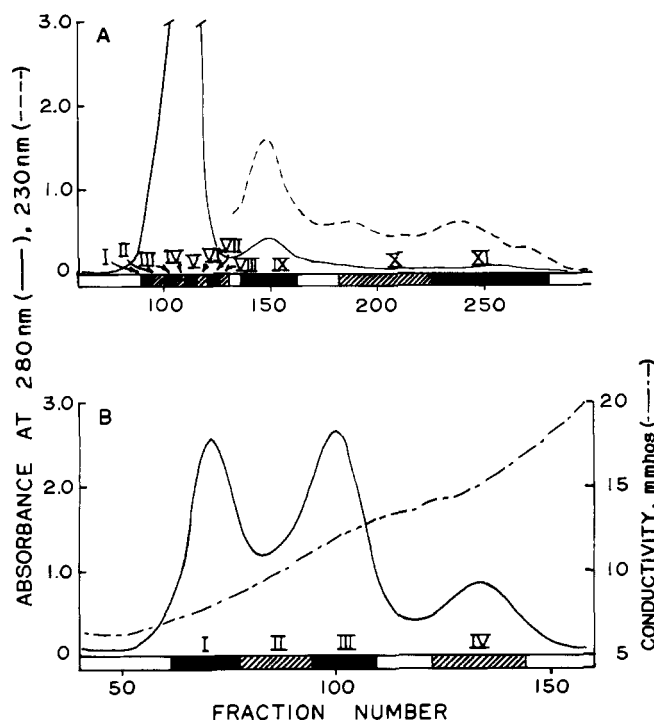 A
3.0
2.0
1.0
0
I II III IV V VI VII VIII IX X XI
100 150 200 250
ABSORBANCE AT 280nm (——), 230nm (----)
B
3.0
2.0
1.0
0
I II III IV
20
15
10
5
CONDUCTIVITY, mmhos (—·—)
50 100 150
FRACTION NUMBER